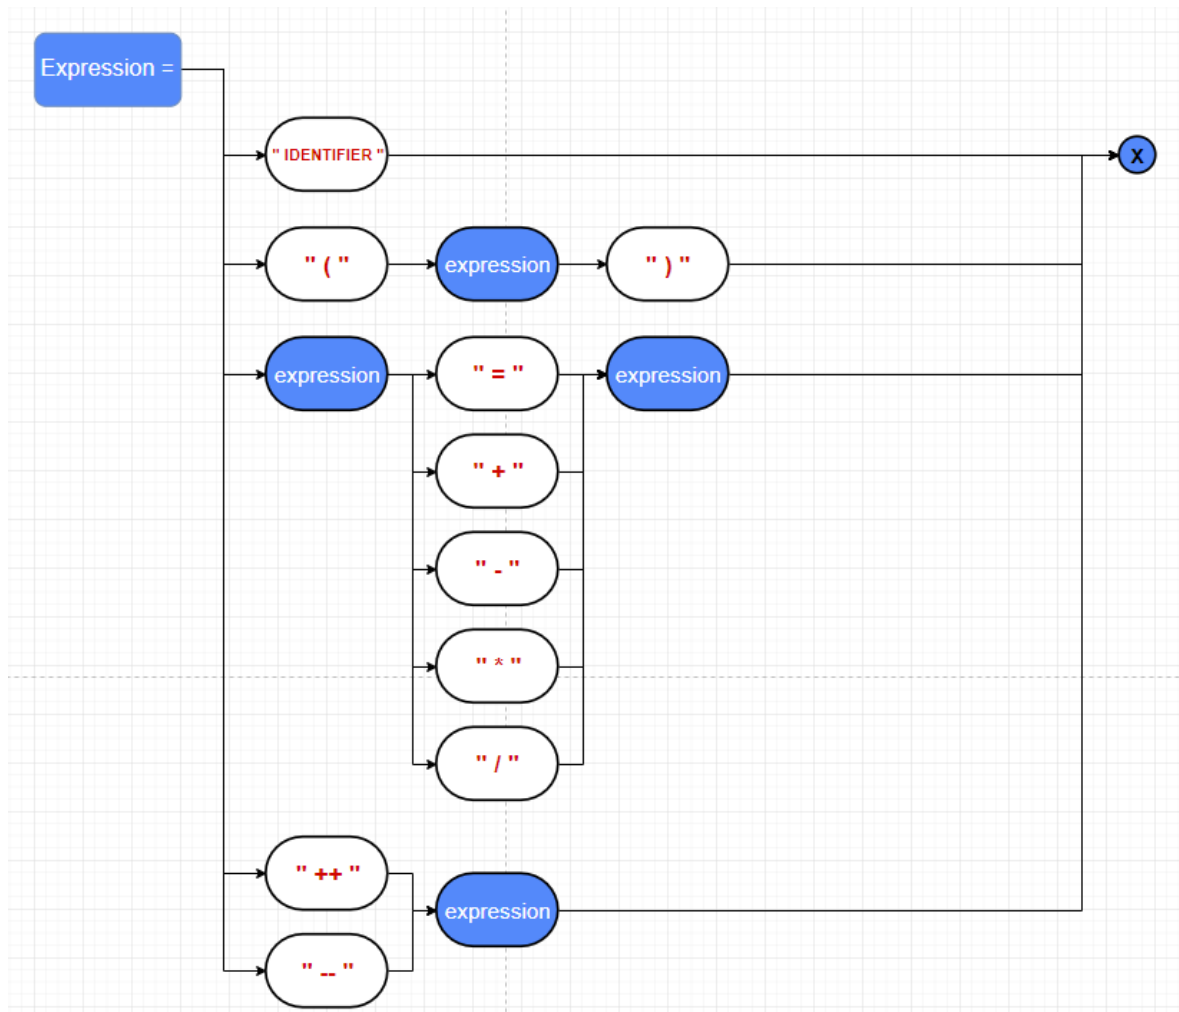 Expression =
" IDENTIFIER "
X
" ( "
expression
" ) "
expression
" = "
expression
" + "
" - "
" * "
" / "
" ++ "
expression
" -- "